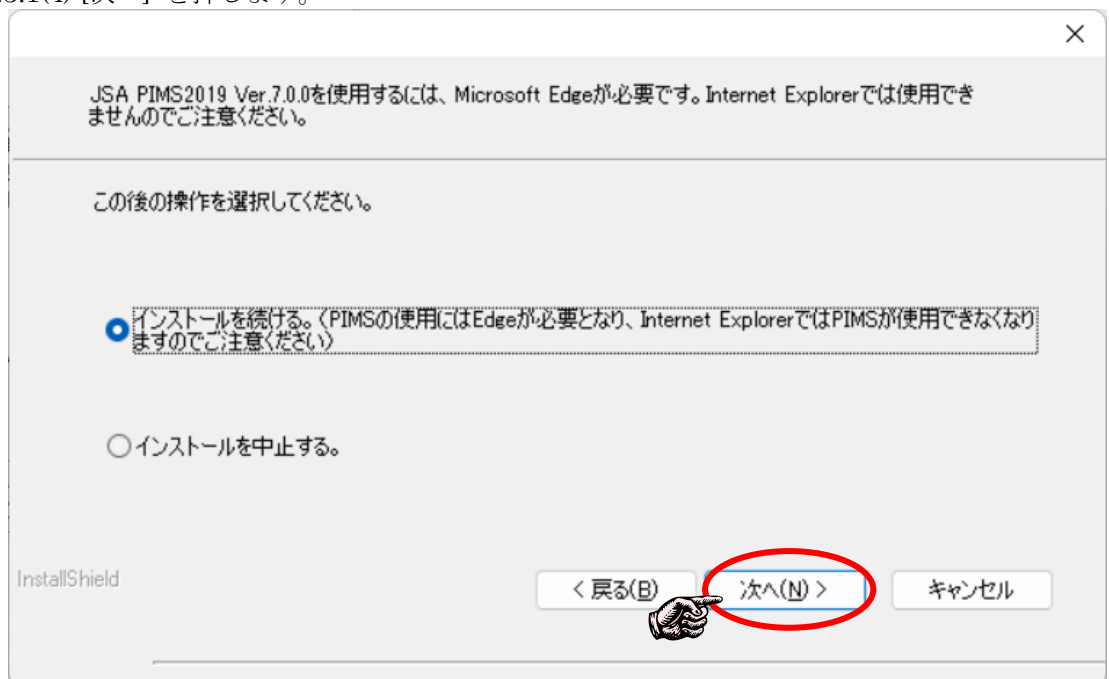 JSA PIMS2019 Ver.7.0.0を使用するには、Microsoft Edgeが必要です。Internet Explorerでは使用でき
ませんのでご注意ください。
この後の操作を選択してください。
インストールを続ける。(PIMSの使用にはEdgeが必要となり、Internet ExplorerではPIMSが使用できなくなり
ますのでご注意ください)
インストールを中止する。
InstallShield
< 戻る(B)
次へ(N) >
キャンセル